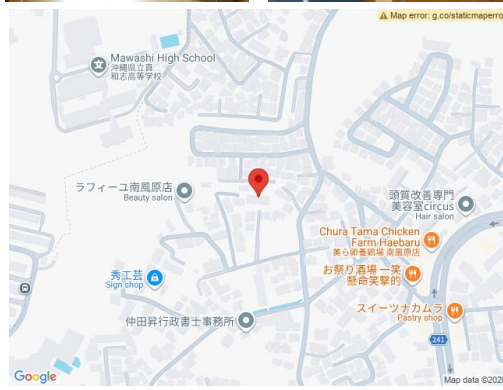 Map error: g.co/staticmaperro
Mawashi High School
沖縄県立真
和志高等学校
ラフィーユ南風原店
Beauty salon
頭質改善専門
美容室circus
Hair salon
Chura Tama Chicken
Farm Haebaru
美ら卵養鶏場 南風原店
お祭り酒場 一笑
懸命笑撃的
秀工芸
Sign shop
スイーツナカムラ
Pastry shop
仲田昇行政書士事務所
241
Google
Map data ©202